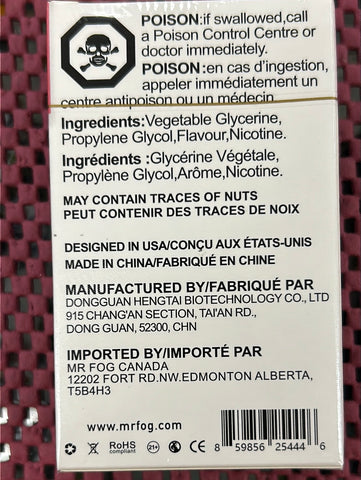 POISON:if swallowed,call
a Poison Control Centre or
doctor immediately.
POISON:en cas d'ingestion,
appeler immédiatement un
centre antipoison ou un médecin
Ingredients:Vegetable Glycerine,
Propylene Glycol,Flavour,Nicotine.
Ingrédients :Glycérine Végétale,
Propylène Glycol,Arôme,Nicotine.
MAY CONTAIN TRACES OF NUTS
PEUT CONTENIR DES TRACES DE NOIX
DESIGNED IN USA/CONÇU AUX ÉTATS-UNIS
MADE IN CHINA/FABRIQUÉ EN CHINE
MANUFACTURED BY/FABRIQUÉ PAR
DONGGUAN HENGTAI BIOTECHNOLOGY CO., LTD
915 CHANG'AN SECTION, TAI'AN RD.,
DONG GUAN, 52300, CHN
IMPORTED BY/IMPORTÉ PAR
MR FOG CANADA
12202 FORT RD.NW.EDMONTON ALBERTA,
T5B4H3
www.mrfog.com
RoHS
compliant
21+
CE
8 59856 25444 6